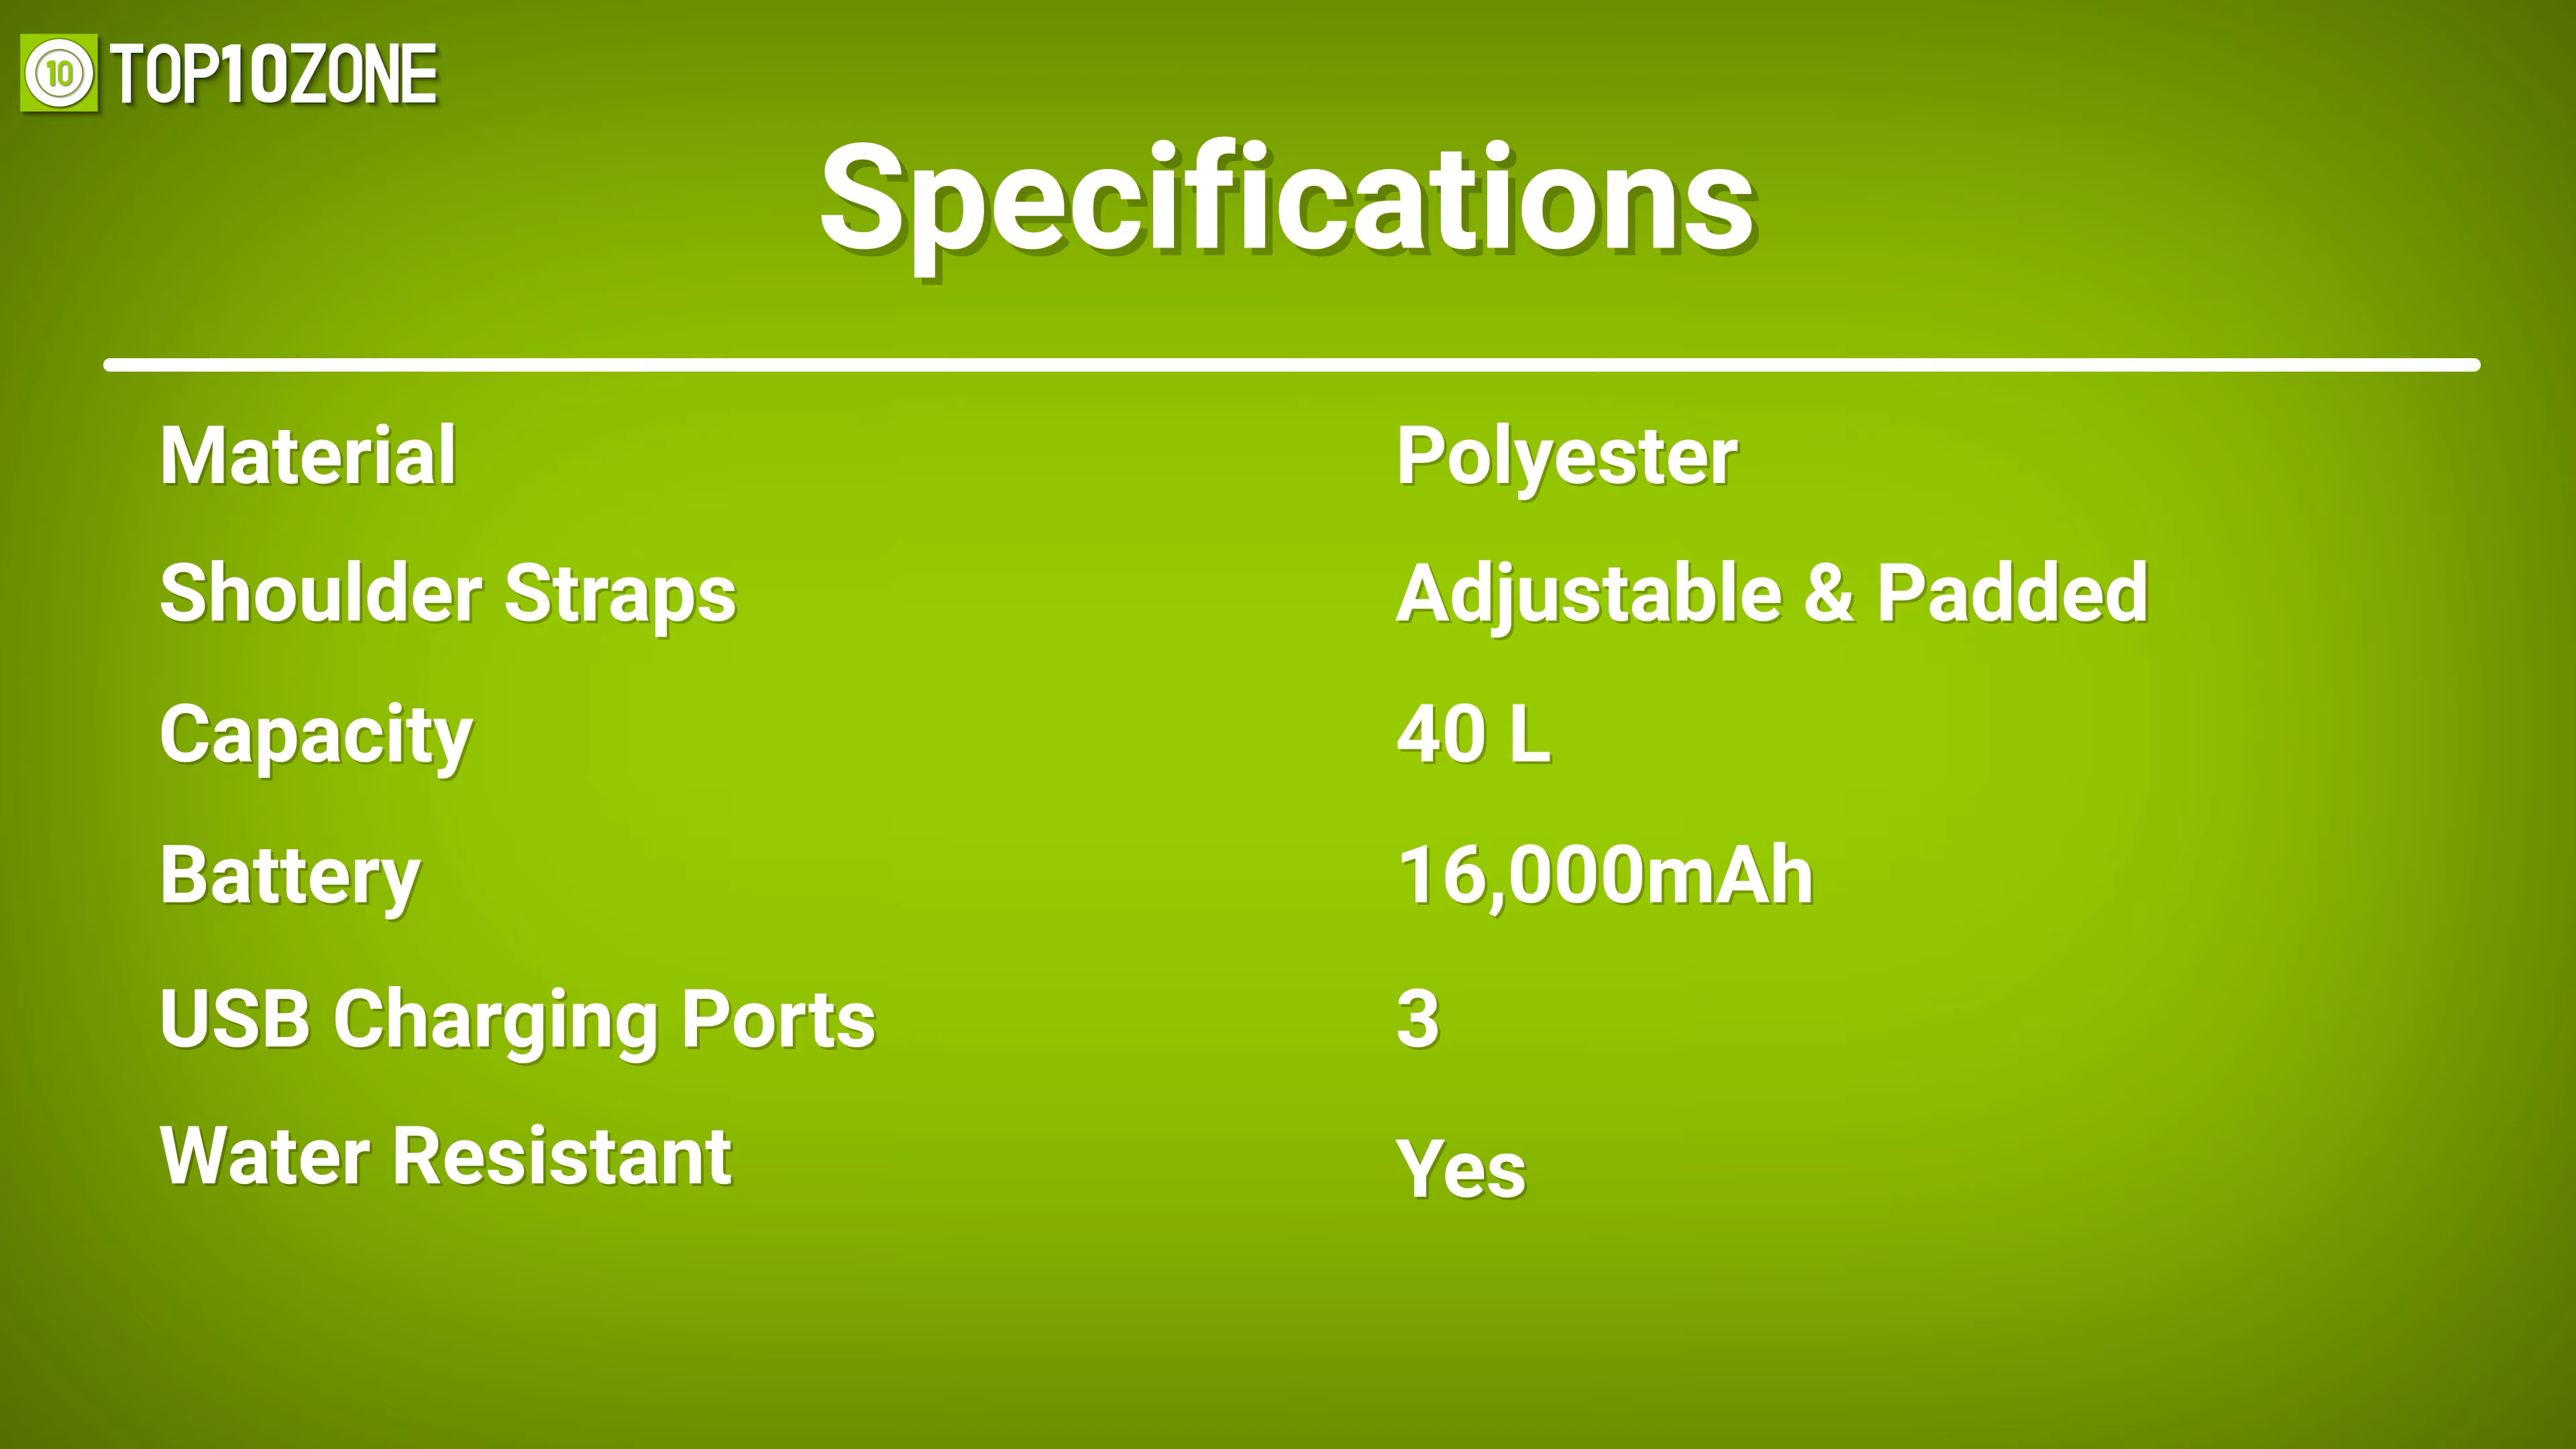 10 TOP10ZONE
Specifications
Material Polyester
Shoulder Straps Adjustable & Padded
Capacity 40 L
Battery 16,000mAh
USB Charging Ports 3
Water Resistant Yes